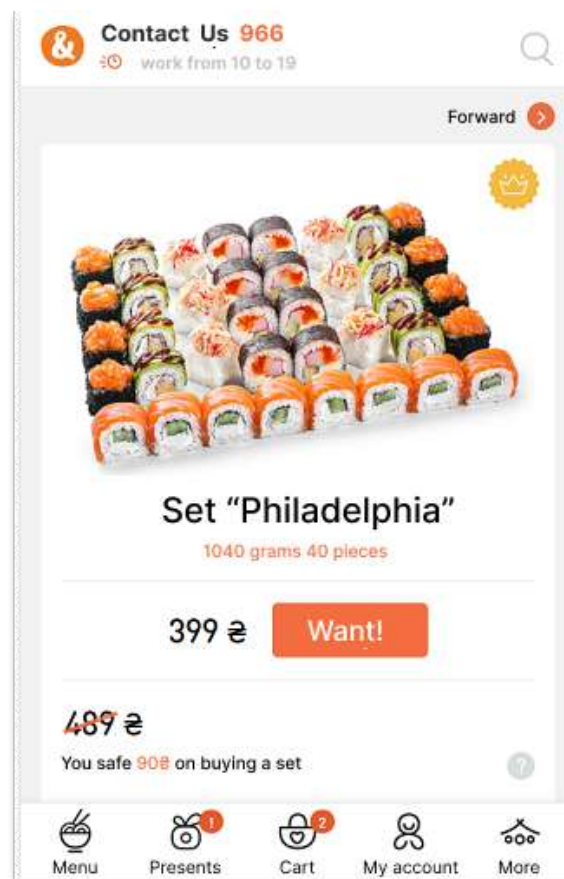 &
Contact Us 966
work from 10 to 19
Forward
Set “Philadelphia”
1040 grams 40 pieces
399 ₴
Want!
489 ₴
You safe 90₴ on buying a set
?
1
2
Menu
Presents
Cart
My account
More